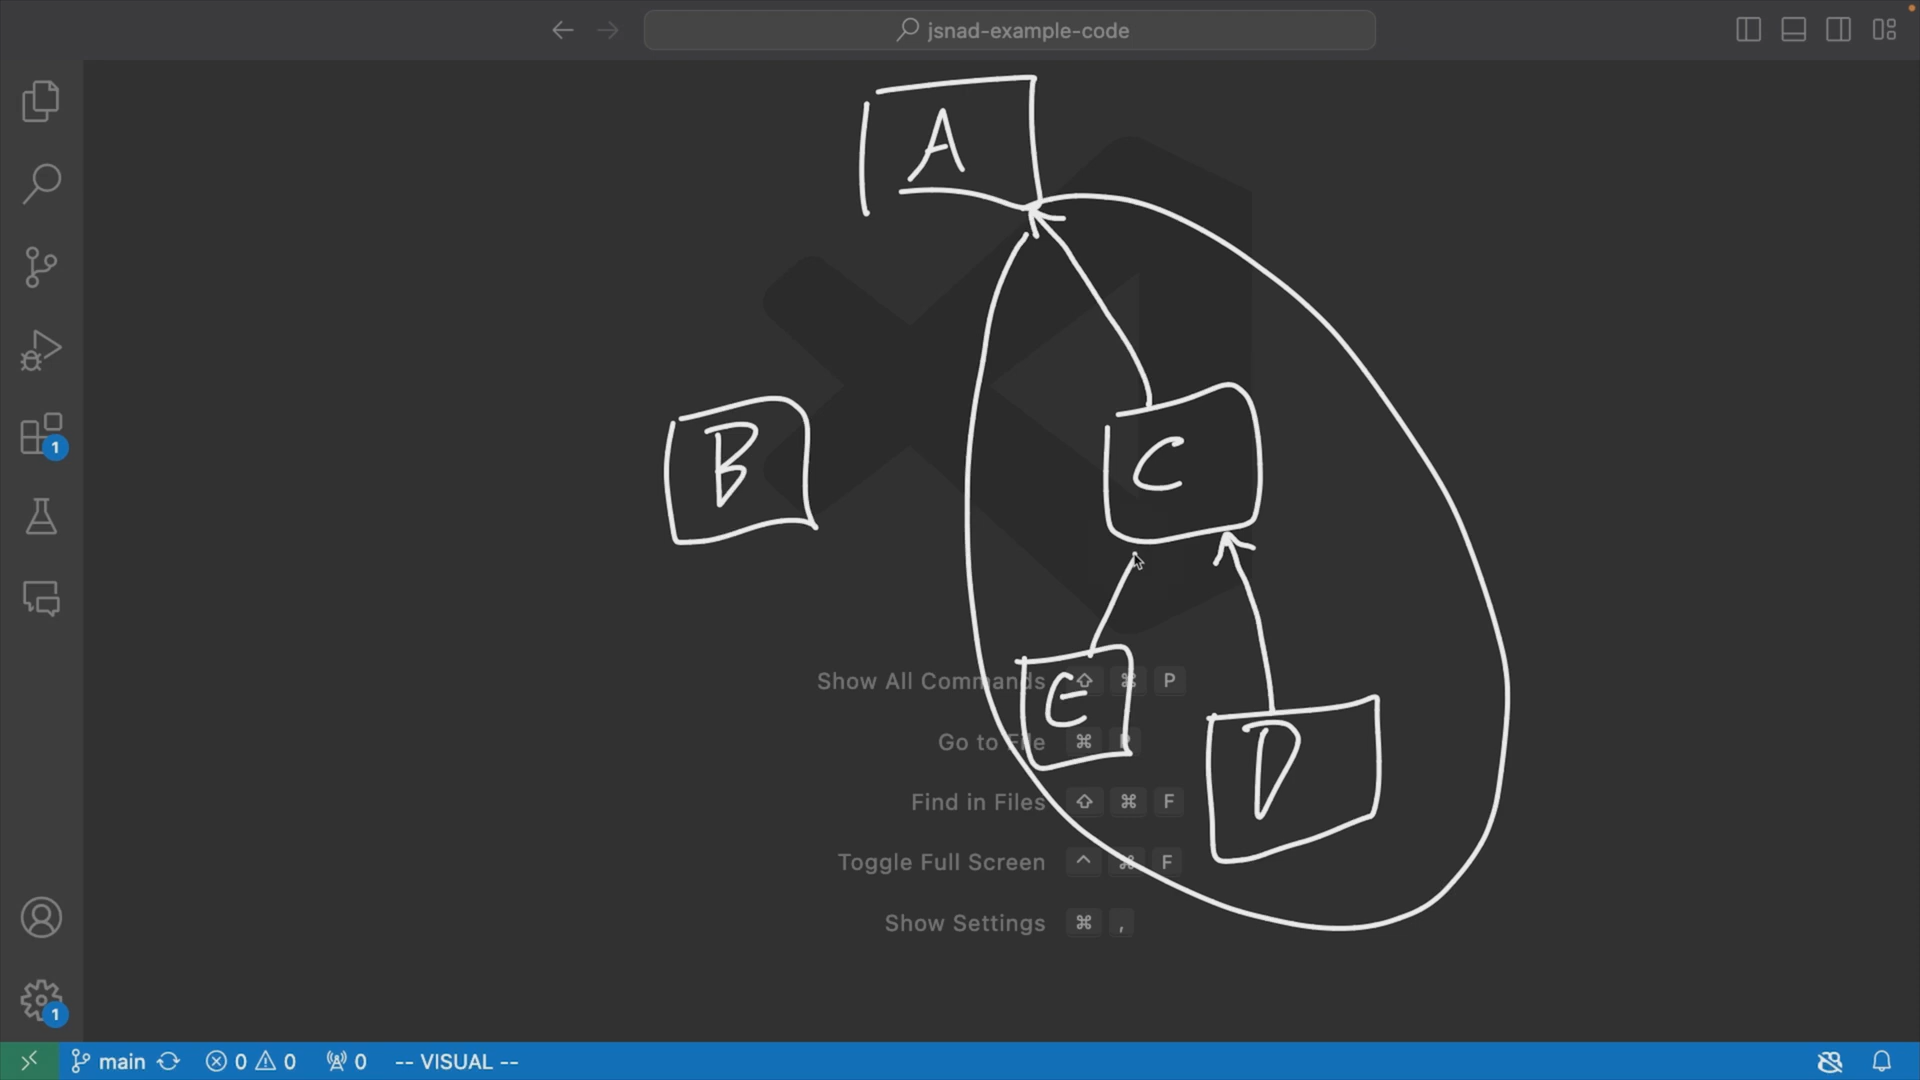 jsnad-example-code
A
B
C
E
D
Show All Commands ⇧ ⌘ P
Go to File ⌘ P
Find in Files ⇧ ⌘ F
Toggle Full Screen ^ ⌘ F
Show Settings ⌘ ,
1
1
main 0 0 0 -- VISUAL --